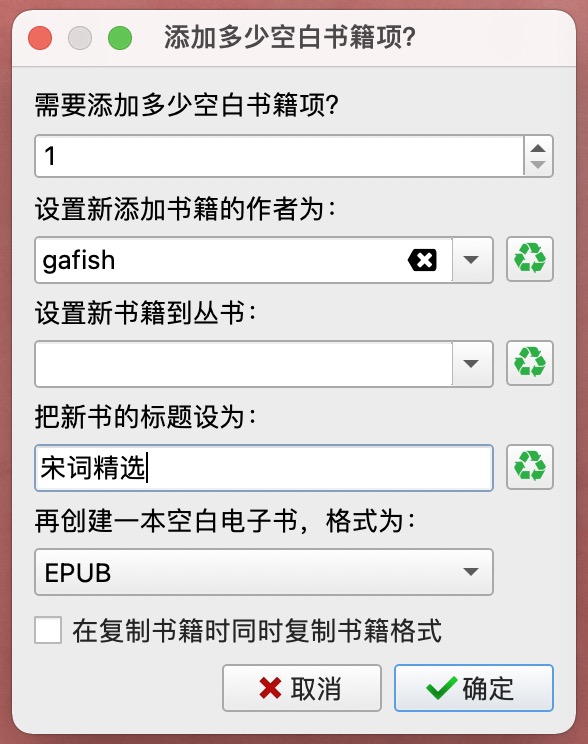 添加多少空白书籍项?
需要添加多少空白书籍项?
1
设置新添加书籍的作者为：
gafish
设置新书籍到丛书：
把新书的标题设为：
宋词精选
再创建一本空白电子书，格式为：
EPUB
在复制书籍时同时复制书籍格式
取消
确定